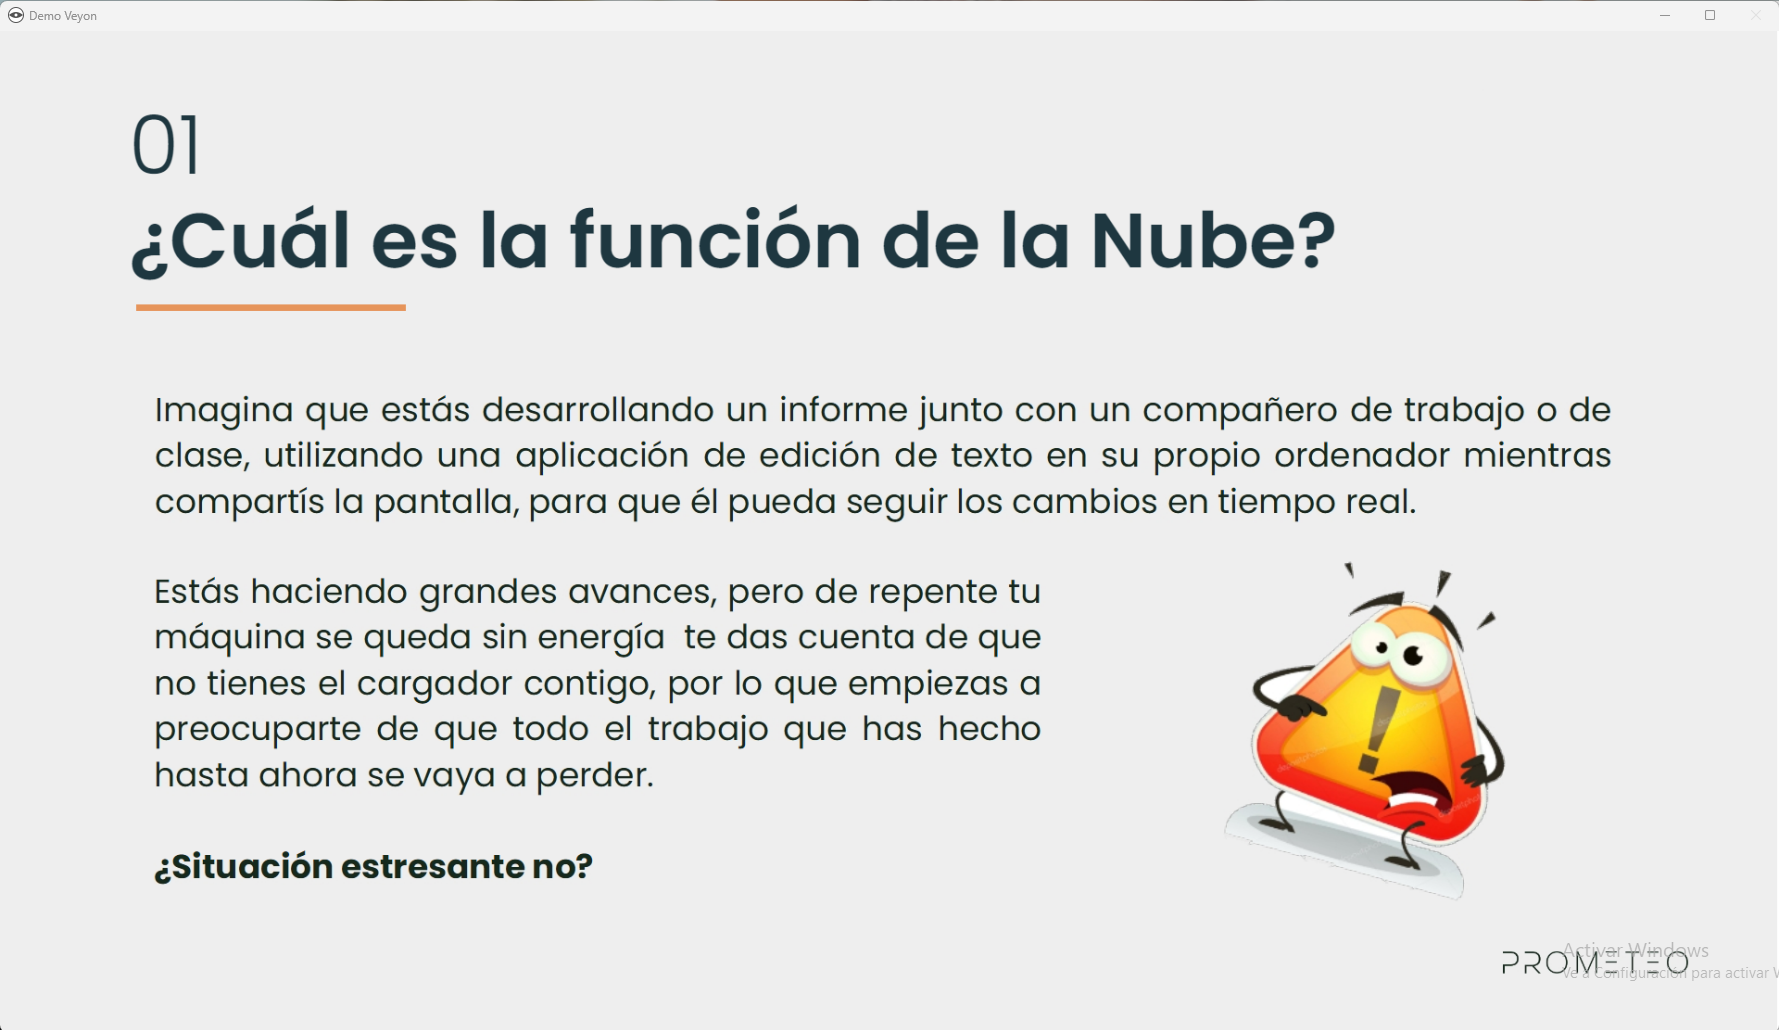 Demo Veyon
01
¿Cuál es la función de la Nube?
Imagina que estás desarrollando un informe junto con un compañero de trabajo o de
clase, utilizando una aplicación de edición de texto en su propio ordenador mientras
compartís la pantalla, para que él pueda seguir los cambios en tiempo real.
Estás haciendo grandes avances, pero de repente tu
máquina se queda sin energía te das cuenta de que
no tienes el cargador contigo, por lo que empiezas a
preocuparte de que todo el trabajo que has hecho
hasta ahora se vaya a perder.
¿Situación estresante no?
Activar Windows
PROMETEO
Ve a Configuración para activar